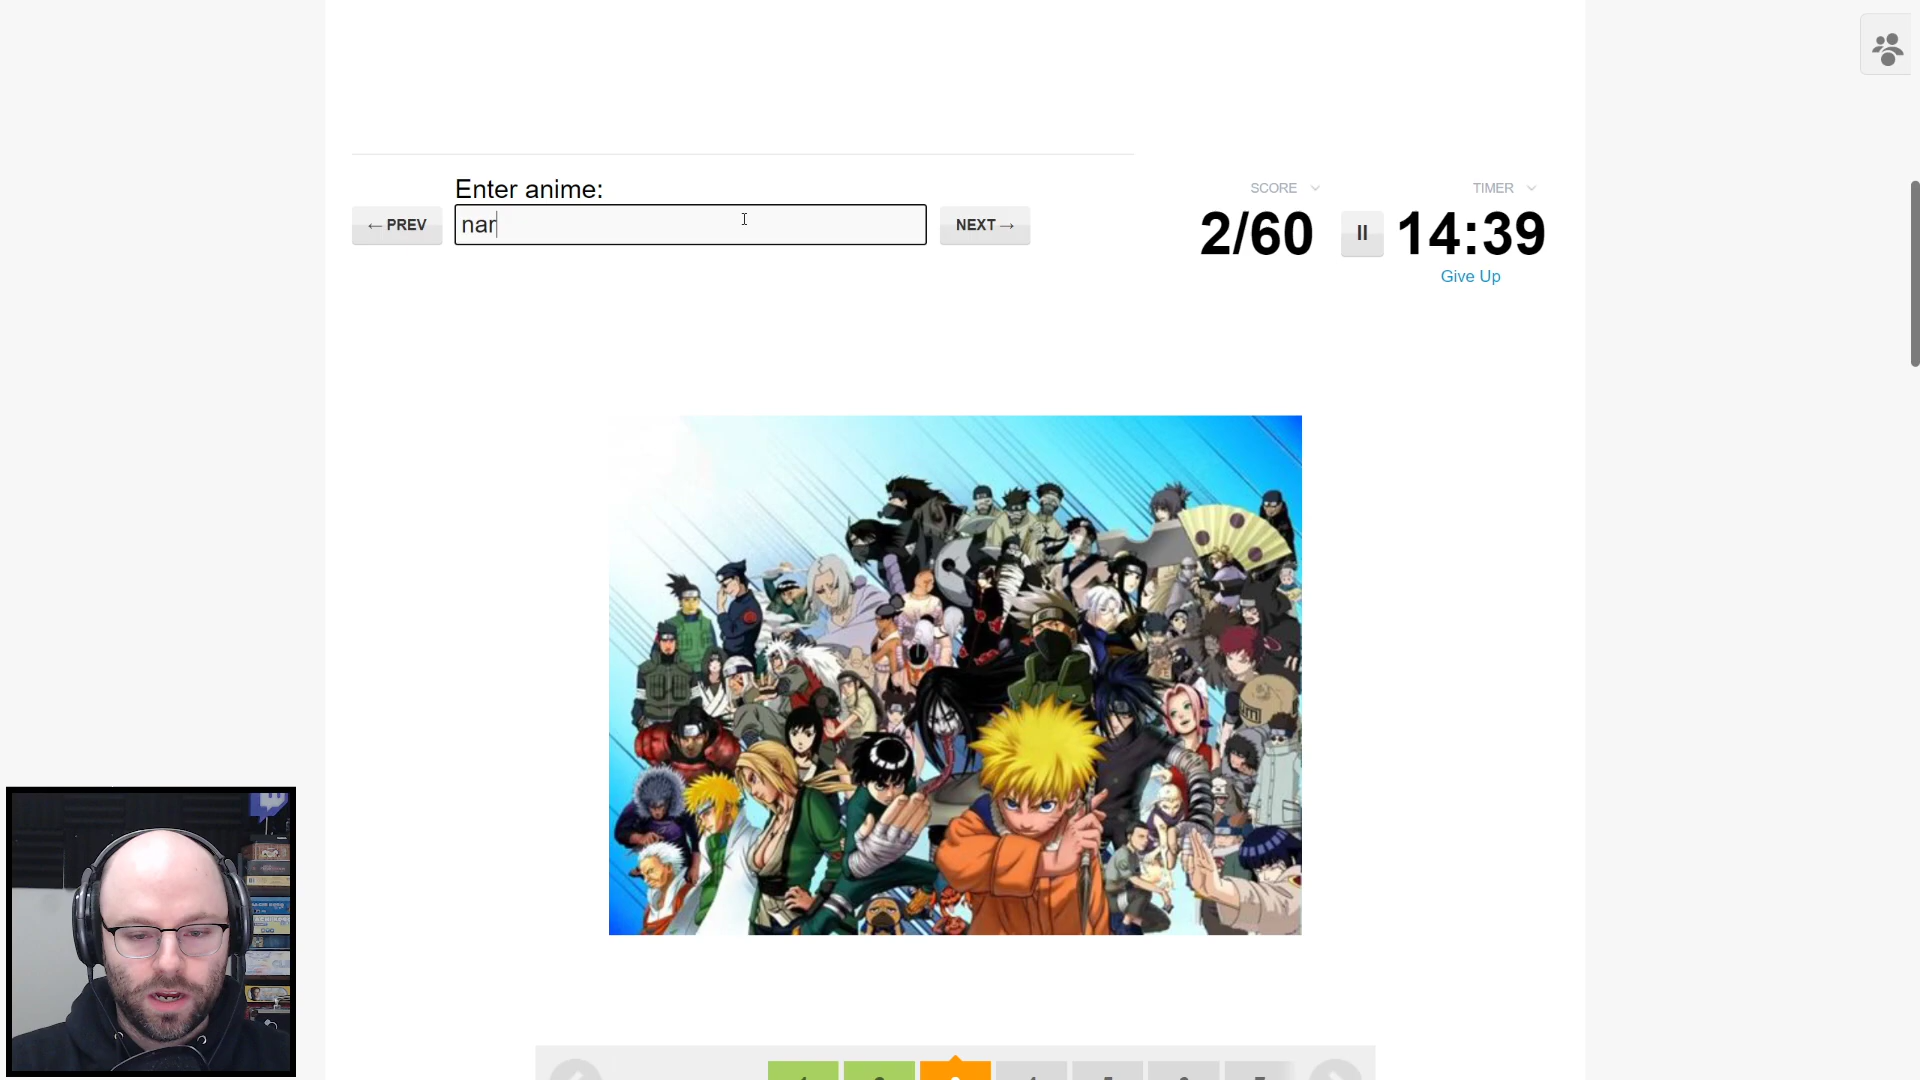 Enter anime:
← PREV
nar
NEXT →
SCORE
TIMER
2/60
14:39
Give Up